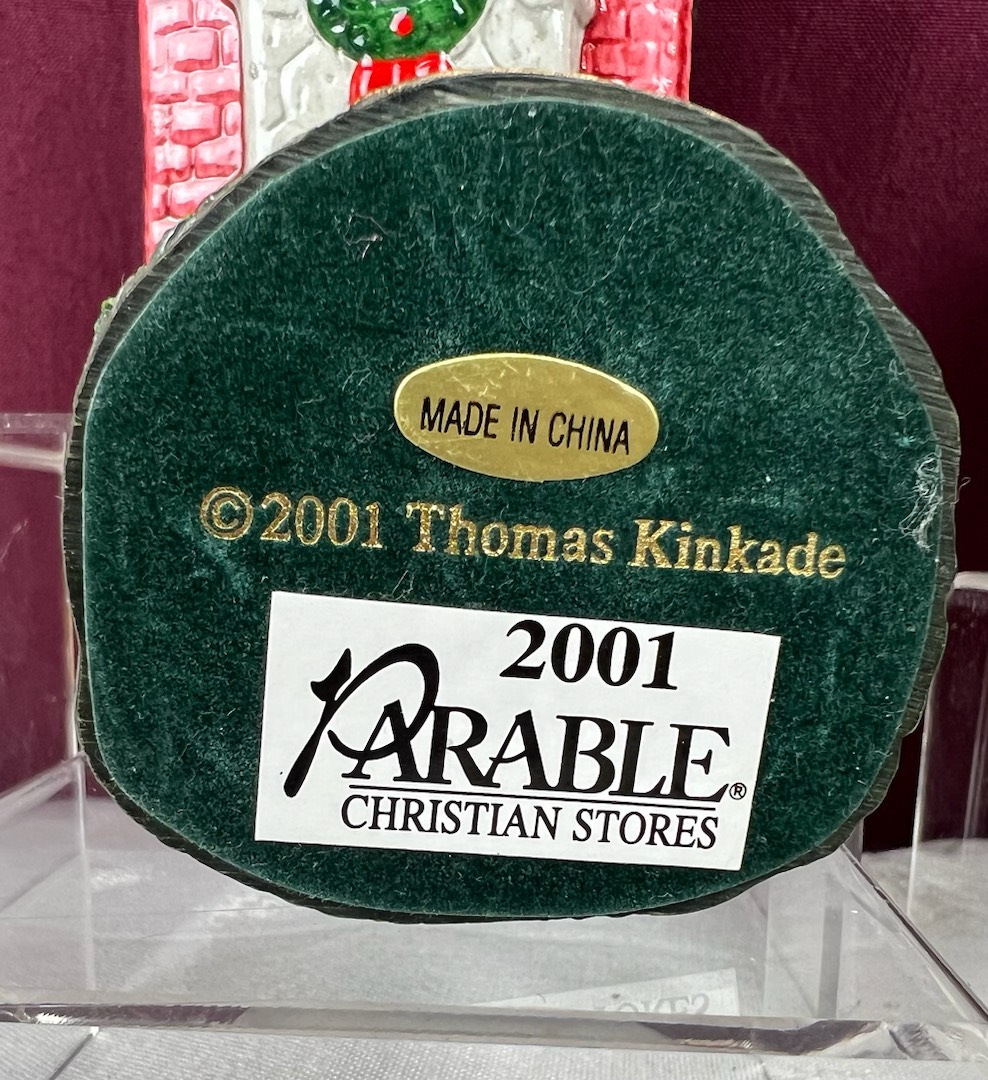 MADE IN CHINA
©2001 Thomas Kinkade
2001
PARABLE®
CHRISTIAN STORES